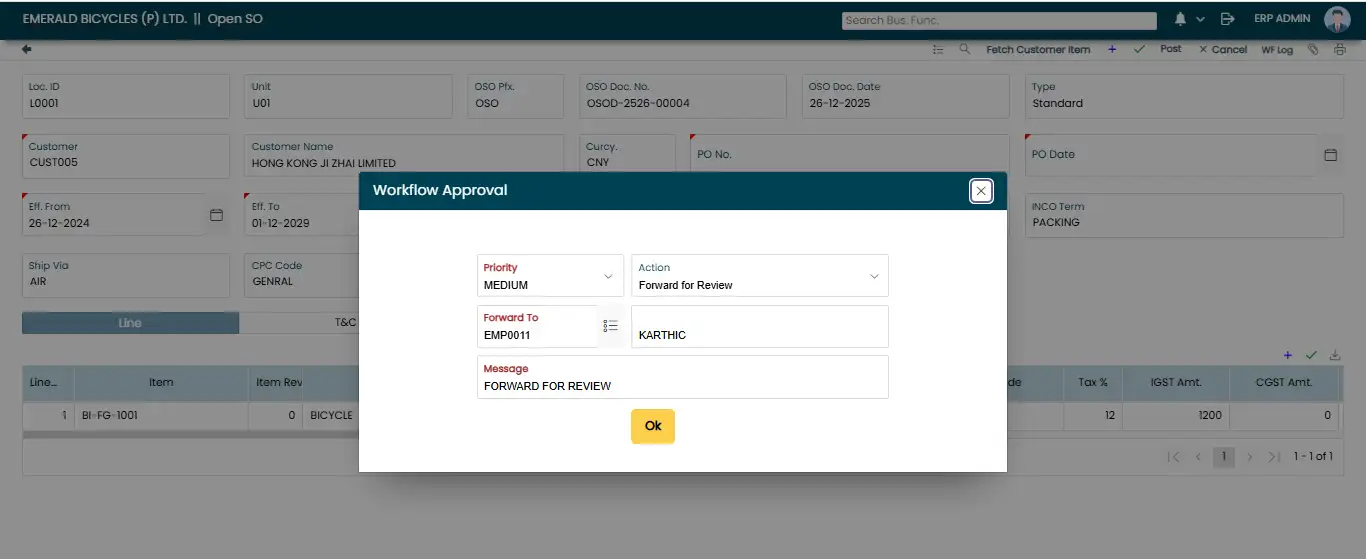 EMERALD BICYCLES (P) LTD. || Open SO
Search Bus. Func.
ERP ADMIN
Fetch Customer Item
Post
Cancel
WF Log
Loc. ID
L0001
Unit
U01
OSO Pfx.
OSO
OSO Doc. No.
OSOD-2526-00004
OSO Doc. Date
26-12-2025
Type
Standard
Customer
CUST005
Customer Name
HONG KONG JI ZHAI LIMITED
Curcy.
CNY
PO No.
PO Date
Eff. From
26-12-2024
Eff. To
01-12-2029
INCO Term
PACKING
Ship Via
AIR
CPC Code
GENRAL
Workflow Approval
Priority
MEDIUM
Action
Forward for Review
Forward To
EMP0011
KARTHIC
Message
FORWARD FOR REVIEW
Ok
Line
T&C
Line...
Item
Item Rev
de
Tax %
IGST Amt.
CGST Amt.
1
BI-FG-1001
0
BICYCLE
12
1200
0
1
1 - 1 of 1